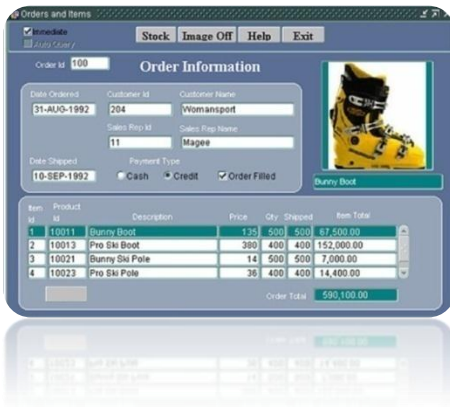 Orders and Items
Immediate
Auto Query
Stock Image Off Help Exit
Order Id 100
Order Information
Date Ordered Customer Id Customer Name
31-AUG-1992 204 Womansport
Sales Rep Id Sales Rep Name
11 Magee
Date Shipped Payment Type
10-SEP-1992 Cash Credit Order Filled
Bunny Boot
Item Id Product Id Description Price Qty Shipped Item Total
1 10011 Bunny Boot 135 500 500 67,500.00
2 10013 Pro Ski Boot 380 400 400 152,000.00
3 10021 Bunny Ski Pole 14 500 500 7,000.00
4 10023 Pro Ski Pole 36 400 400 14,400.00
Order Total 590,100.00